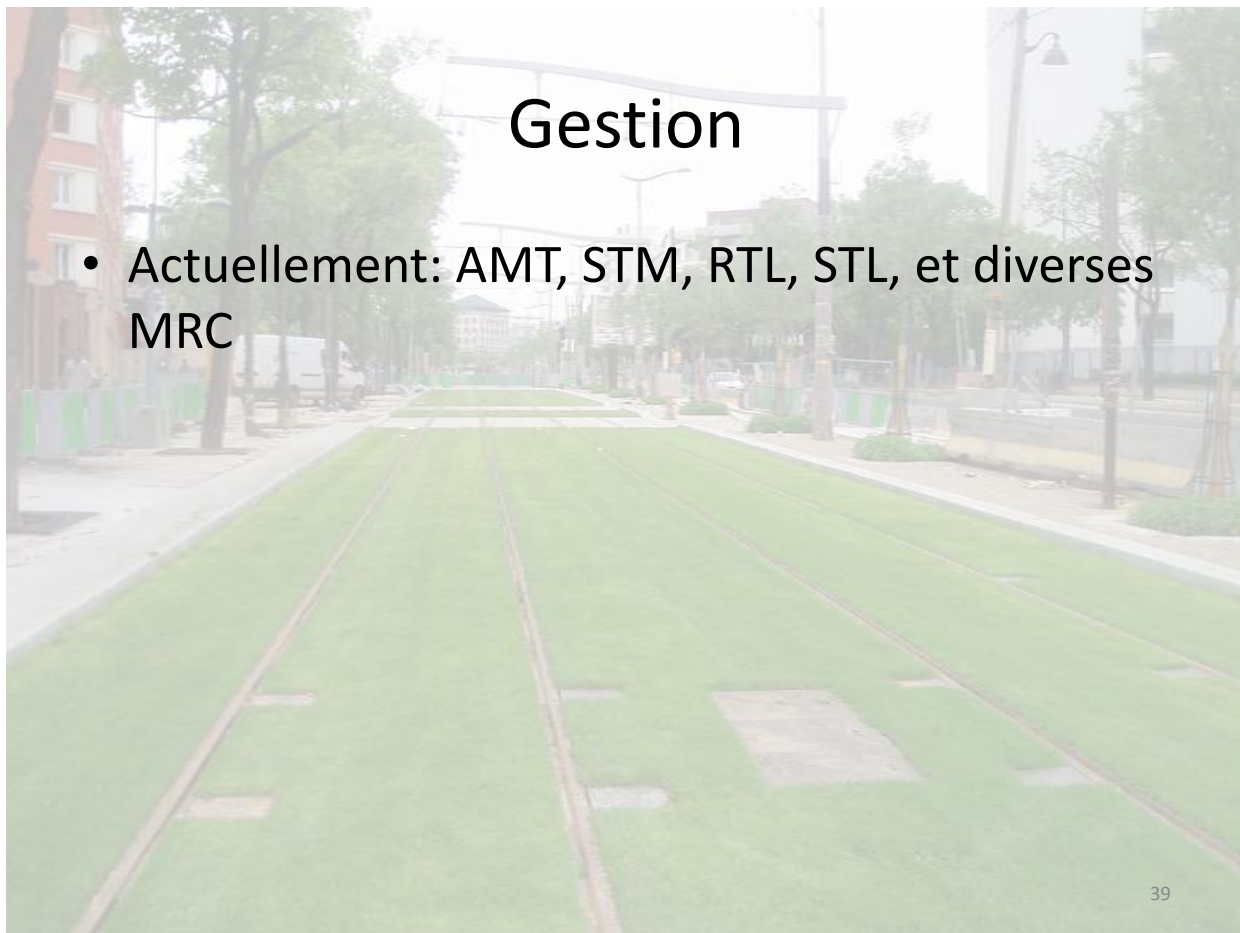 Gestion
• Actuellement: AMT, STM, RTL, STL, et diverses
MRC
39